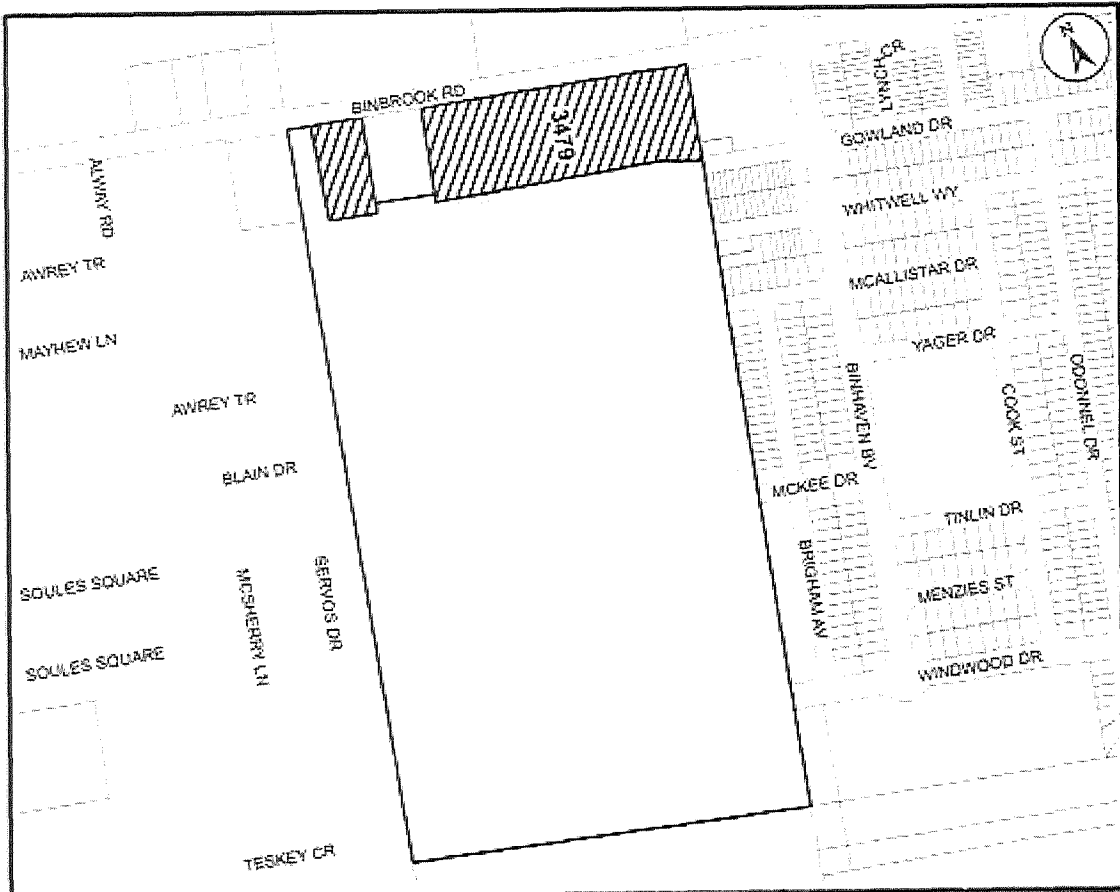 N
LYNCH CR
BINBROOK RD
3479
GOWLAND DR
ALWAY RD
WHITWELL WY
AWREY TR
MCALLISTAR DR
MAYHEW LN
YAGER DR
AWREY TR
BINHAVEN BV
COOK ST
ODONNEL DR
BLAIN DR
MCKEE DR
TINLIN DR
SOULES SQUARE
MCSHERRY LN
SERVOS DR
BRIGHAM AV
MENZIES ST
SOULES SQUARE
WINDWOOD DR
TESKEY CR